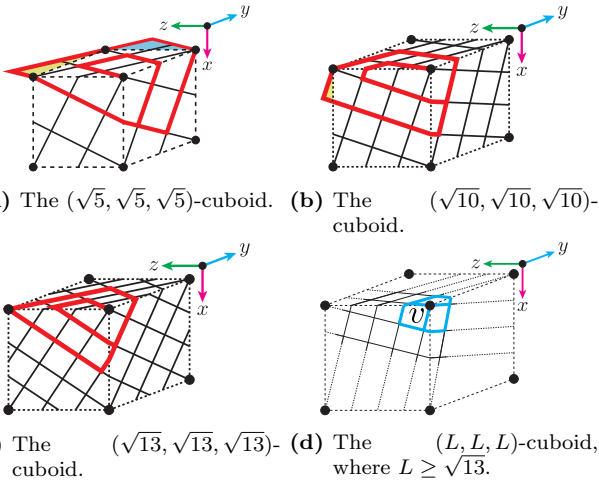 z y
x
z y
x
) The (√5, √5, √5)-cuboid.
(b) The (√10, √10, √10)-
cuboid.
z y
x
z y
x
v
) The (√13, √13, √13)-
cuboid.
(d) The (L, L, L)-cuboid,
where L ≥ √13.